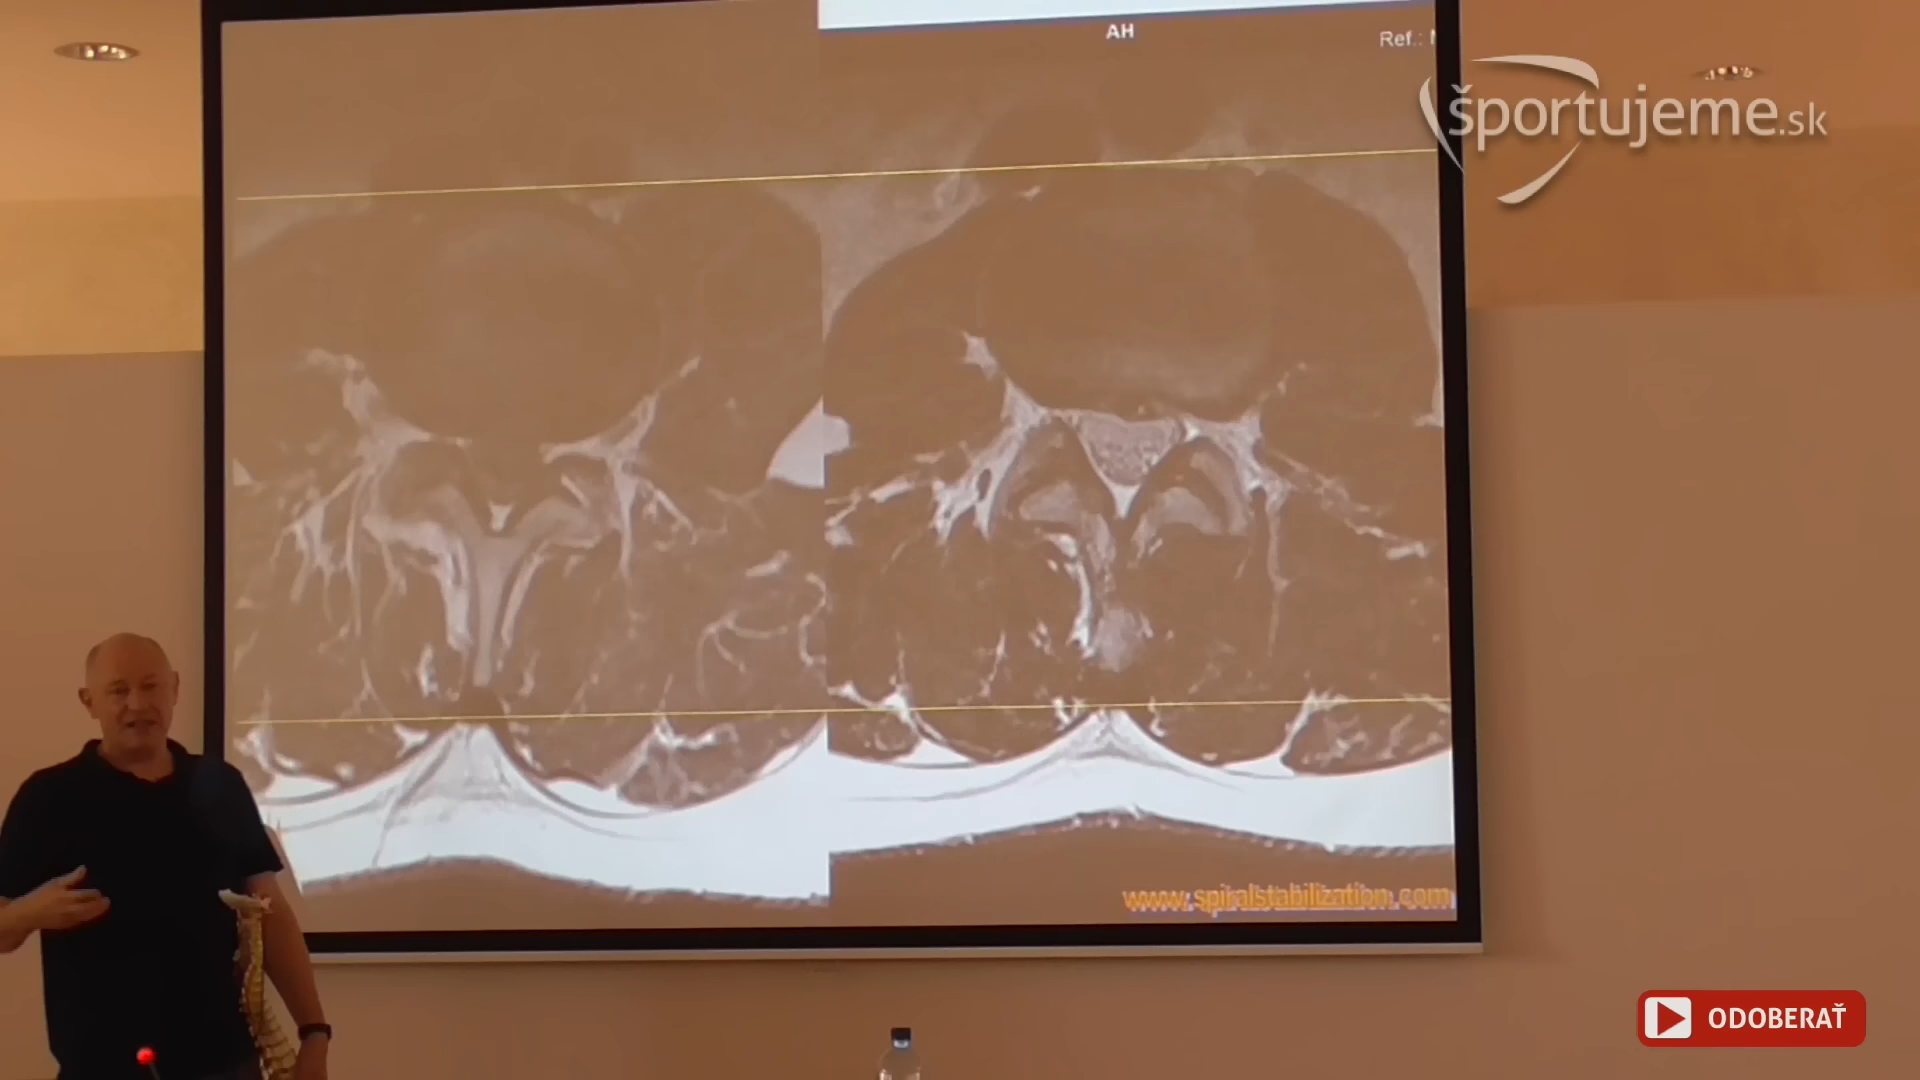 AH
Ref.:
športujeme.sk
www.spiralstabilization.com
ODOBERAŤ